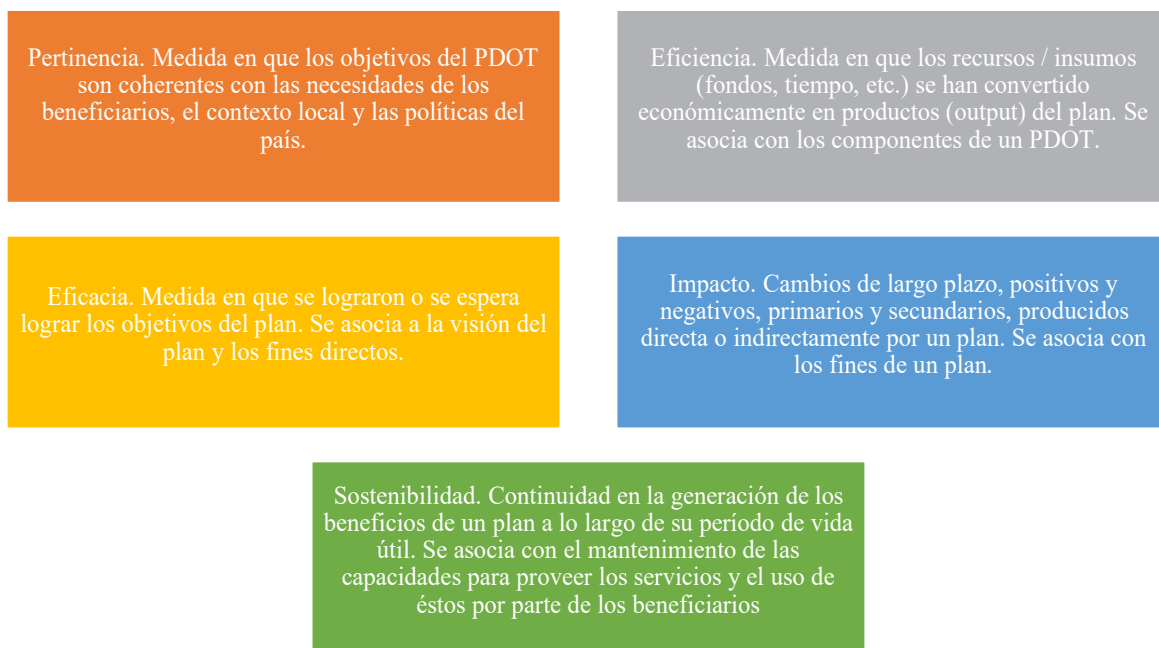 Pertinencia. Medida en que los objetivos del PDOT
son coherentes con las necesidades de los
beneficiarios, el contexto local y las políticas del
país.
Eficiencia. Medida en que los recursos / insumos
(fondos, tiempo, etc.) se han convertido
económicamente en productos (output) del plan. Se
asocia con los componentes de un PDOT.
Eficacia. Medida en que se lograron o se espera
lograr los objetivos del plan. Se asocia a la visión del
plan y los fines directos.
Impacto. Cambios de largo plazo, positivos y
negativos, primarios y secundarios, producidos
directa o indirectamente por un plan. Se asocia con
los fines de un plan.
Sostenibilidad. Continuidad en la generación de los
beneficios de un plan a lo largo de su período de vida
útil. Se asocia con el mantenimiento de las
capacidades para proveer los servicios y el uso de
éstos por parte de los beneficiarios